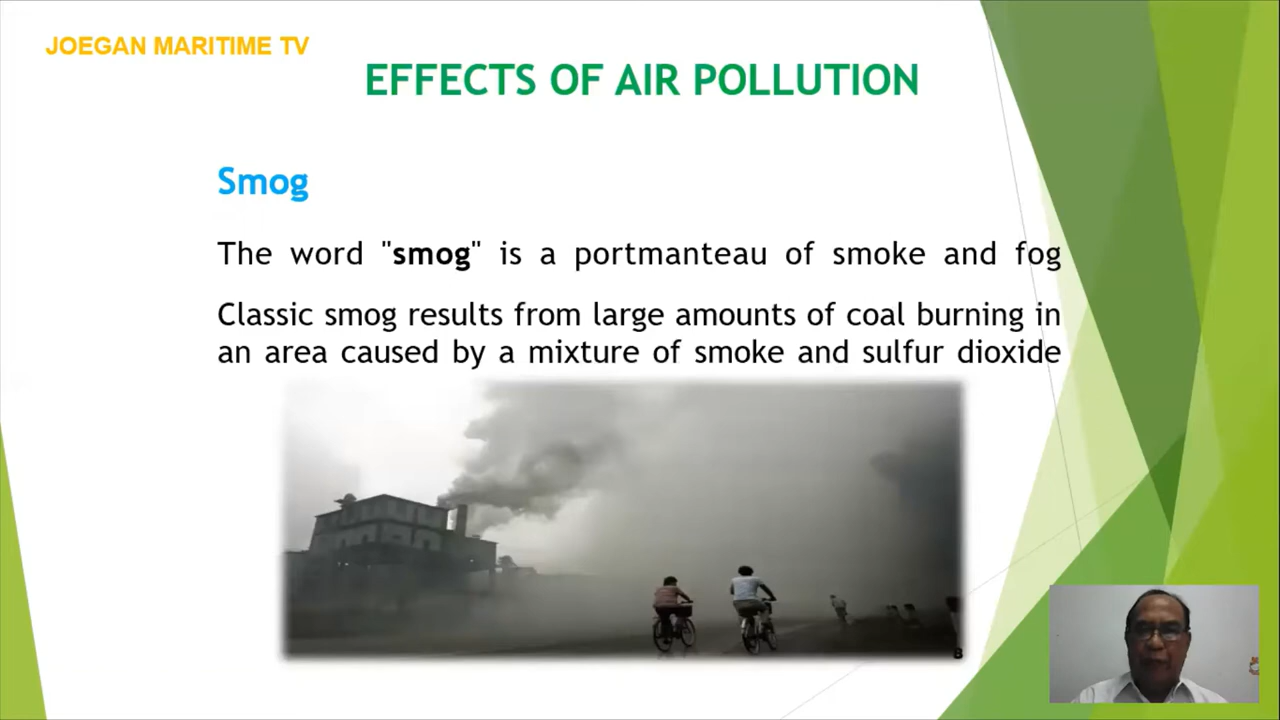 JOEGAN MARITIME TV
EFFECTS OF AIR POLLUTION
Smog
The word "smog" is a portmanteau of smoke and fog
Classic smog results from large amounts of coal burning in
an area caused by a mixture of smoke and sulfur dioxide
8